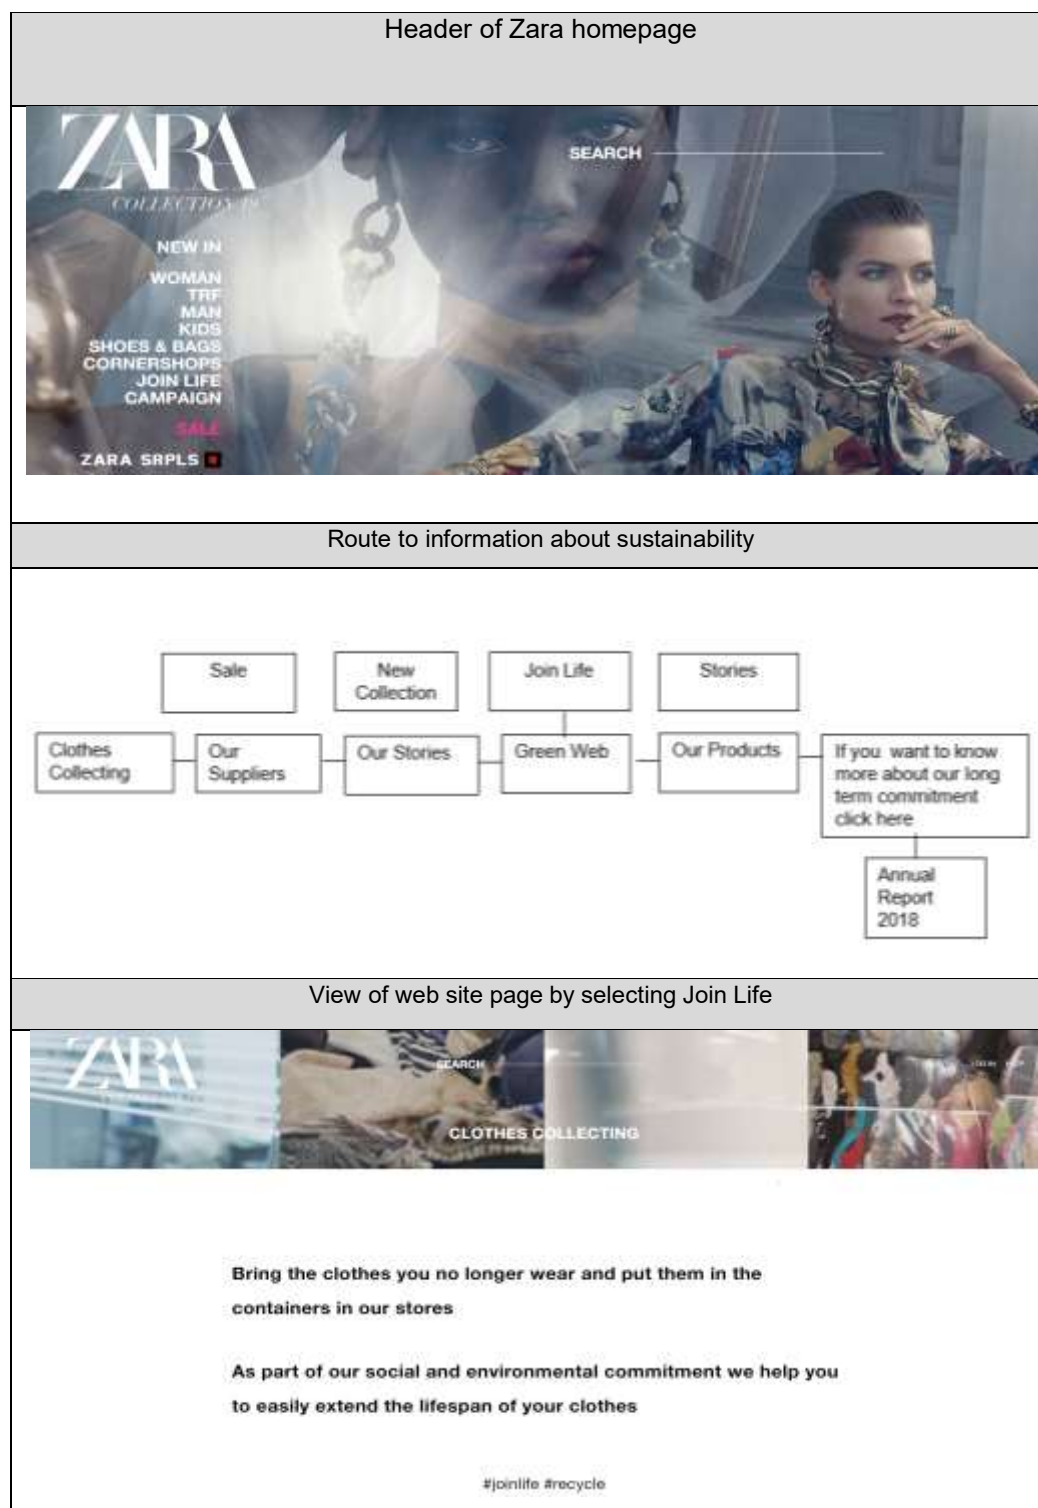 Header of Zara homepage
ZARA
COLLECTION
SEARCH
NEW IN
WOMAN
TRF
MAN
KIDS
SHOES & BAGS
CORNERSHOPS
JOIN LIFE
CAMPAIGN
SALE
ZARA SRPLS
Route to information about sustainability
Sale
New
Collection
Join Life
Stories
Clothes
Collecting
Our
Suppliers
Our Stories
Green Web
Our Products
If you want to know
more about our long
term commitment
click here
Annual
Report
2018
View of web site page by selecting Join Life
ZARA
SEARCH
CLOTHES COLLECTING
Bring the clothes you no longer wear and put them in the
containers in our stores
As part of our social and environmental commitment we help you
to easily extend the lifespan of your clothes
#joinlife #recycle